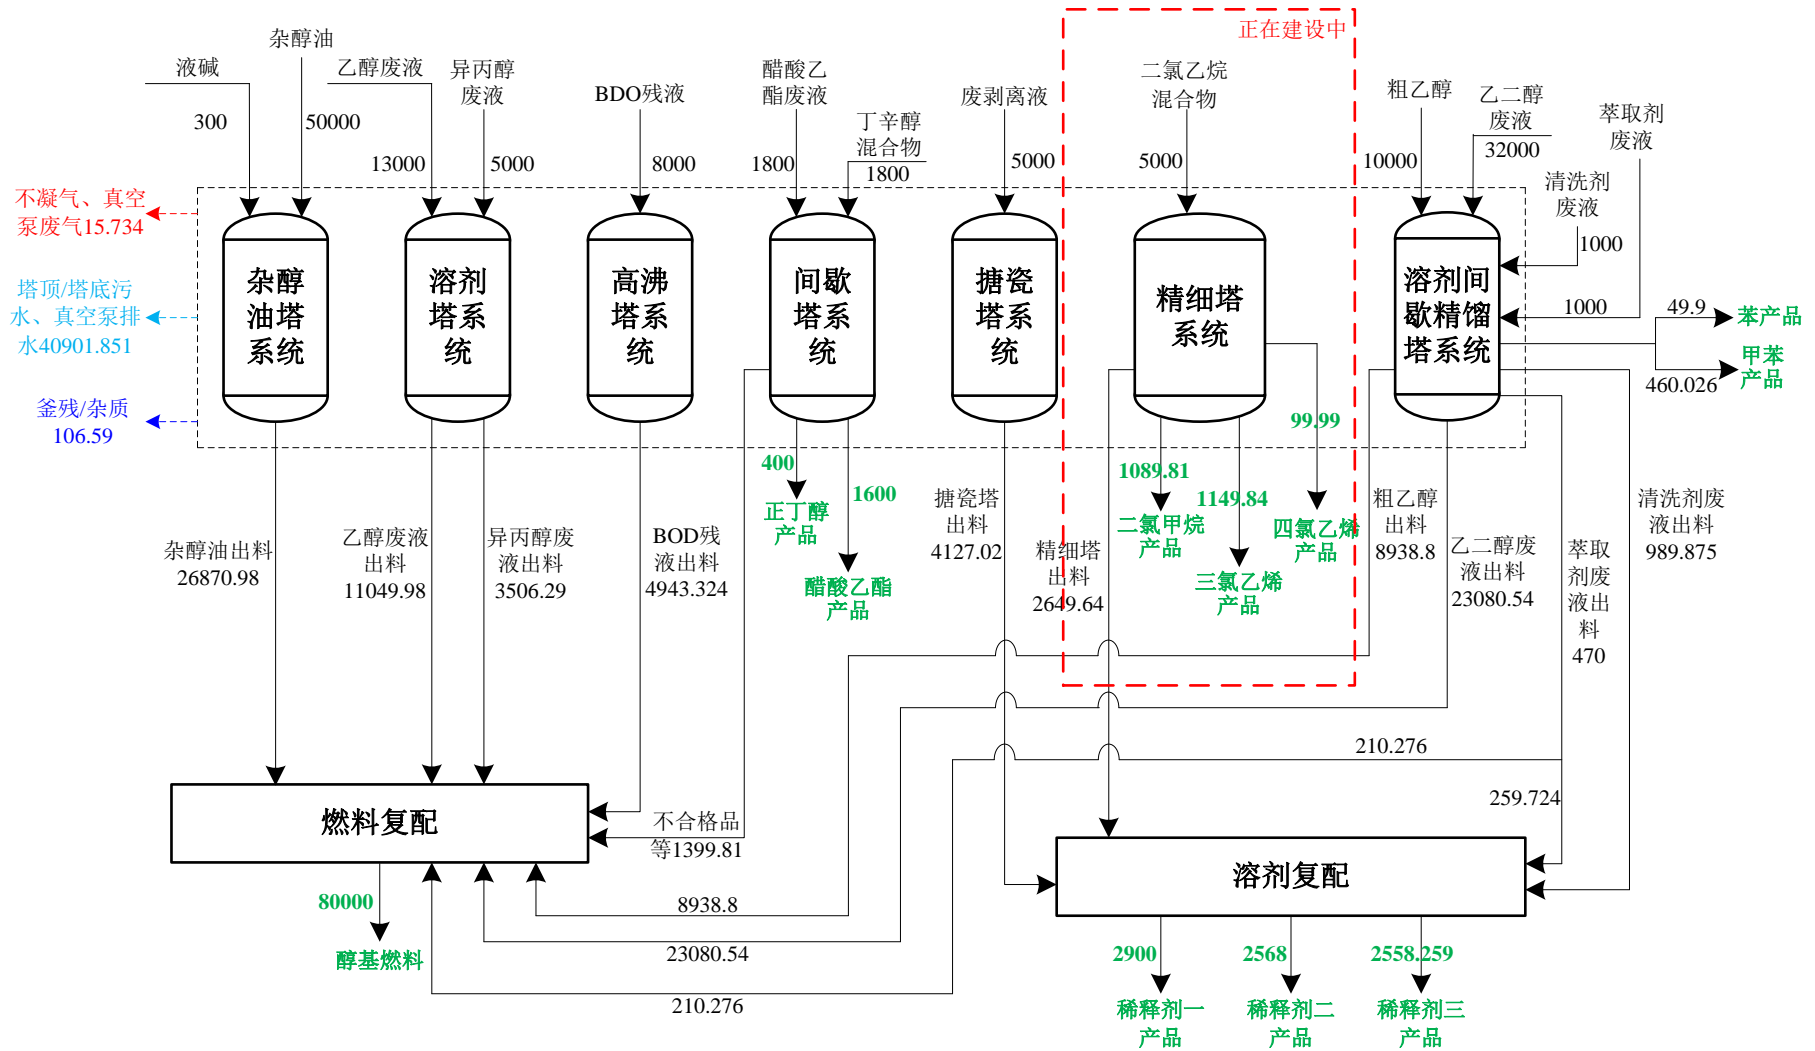 正在建设中
杂醇油
液碱
300
50000
乙醇废液
13000
异丙醇
废液
5000
BDO残液
8000
醋酸乙
酯废液
1800
丁辛醇
混合物
1800
废剥离液
5000
二氯乙烷
混合物
5000
粗乙醇
10000
乙二醇
废液
32000
萃取剂
废液
1000
清洗剂
废液
1000
不凝气、真空
泵废气15.734
塔顶/塔底污
水、真空泵排
水40901.851
釜残/杂质
106.59
杂醇
油塔
系统
溶剂
塔系
统
高沸
塔系
统
间歇
塔系
统
搪瓷
塔系
统
精细塔
系统
溶剂间
歇精馏
塔系统
49.9
苯产品
甲苯
产品
460.026
杂醇油出料
26870.98
乙醇废液
出料
11049.98
异丙醇废
液出料
3506.29
BOD残
液出料
4943.324
400
正丁醇
产品
1600
醋酸乙酯
产品
搪瓷塔
出料
4127.02
精细塔
出料
2649.64
1089.81
二氯甲烷
产品
1149.84
三氯乙烯
产品
99.99
四氯乙烯
产品
粗乙醇
出料
8938.8
乙二醇废
液出料
23080.54
萃取
剂废
液出
料
470
清洗剂废
液出料
989.875
210.276
259.724
燃料复配
不合格品
等1399.81
溶剂复配
80000
醇基燃料
8938.8
23080.54
210.276
2900
稀释剂一
产品
2568
稀释剂二
产品
2558.259
稀释剂三
产品